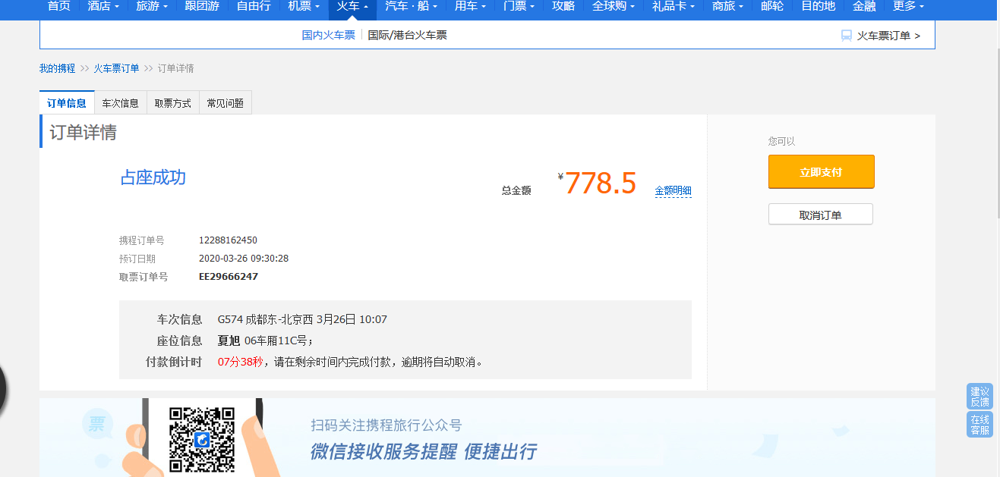 首页 酒店 旅游 跟团游 自由行 机票 火车 汽车·船 用车 门票 攻略 全球购 礼品卡 商旅 邮轮 目的地 金融 更多
国内火车票 国际/港台火车票 火车票订单 >
我的携程 >> 火车票订单 >> 订单详情
订单信息 车次信息 取票方式 常见问题
订单详情
您可以
占座成功
总金额 ¥778.5 金额明细
立即支付
取消订单
携程订单号 12288162450
预订日期 2020-03-26 09:30:28
取票订单号 EE29666247
车次信息 G574 成都东-北京西 3月26日 10:07
座位信息 夏旭 06车厢11C号；
付款倒计时 07分38秒，请在剩余时间内完成付款，逾期将自动取消。
建议
反馈
在线
客服
票
扫码关注携程旅行公众号
微信接收服务提醒 便捷出行